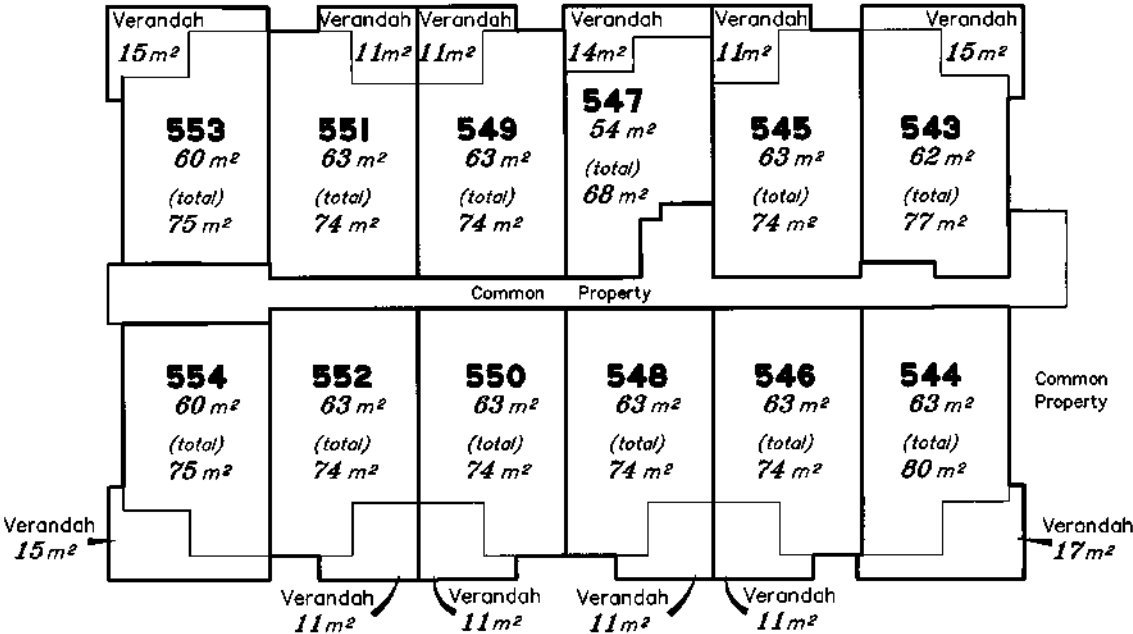 Verandah
15m²
Verandah
11m²
Verandah
11m²
Verandah
14m²
Verandah
11m²
Verandah
15m²
553
60 m²
(total)
75 m²
551
63 m²
(total)
74 m²
549
63 m²
(total)
74 m²
547
54 m²
(total)
68 m²
545
63 m²
(total)
74 m²
543
62 m²
(total)
77 m²
Common Property
554
60 m²
(total)
75 m²
552
63 m²
(total)
74 m²
550
63 m²
(total)
74 m²
548
63 m²
(total)
74 m²
546
63 m²
(total)
74 m²
544
63 m²
(total)
80 m²
Common
Property
Verandah
15m²
Verandah
11m²
Verandah
11m²
Verandah
11m²
Verandah
11m²
Verandah
17m²